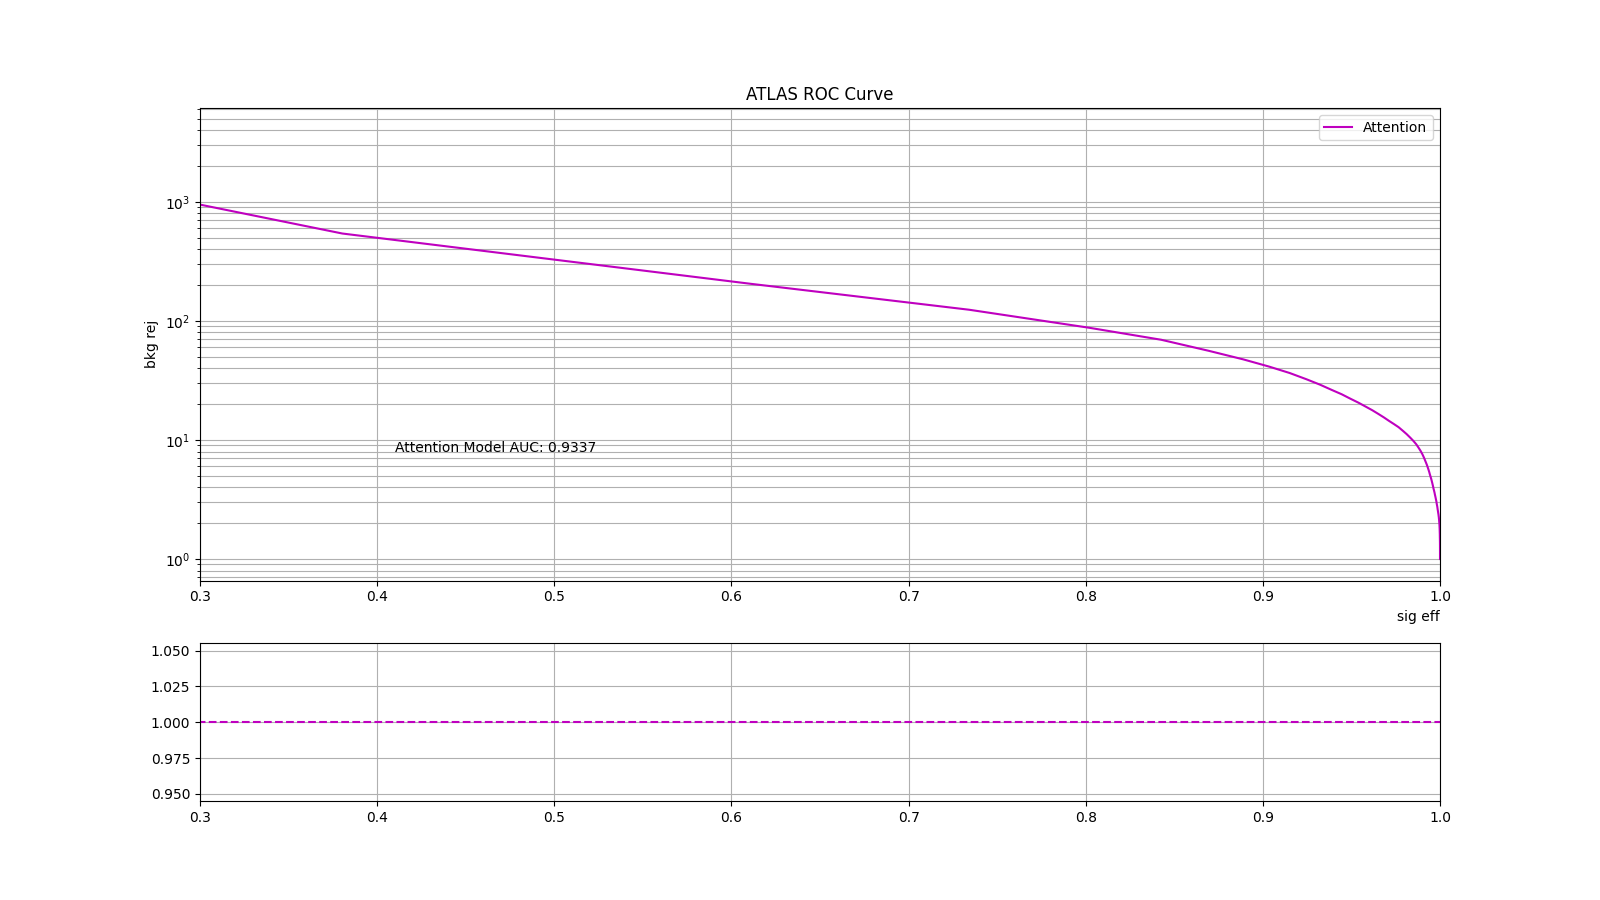 ATLAS ROC Curve
Attention
10³
10²
10¹
10⁰
bkg rej
Attention Model AUC: 0.9337
0.3 0.4 0.5 0.6 0.7 0.8 0.9 1.0
sig eff
1.050
1.025
1.000
0.975
0.950
0.3 0.4 0.5 0.6 0.7 0.8 0.9 1.0